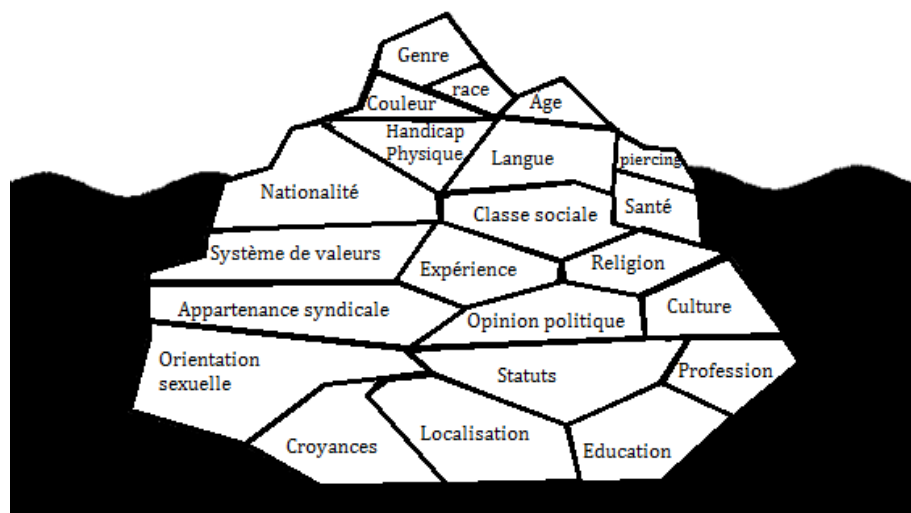 Genre
race
Couleur
Age
Handicap
Physique
Langue
piercing
Nationalité
Classe sociale
Santé
Système de valeurs
Expérience
Religion
Appartenance syndicale
Opinion politique
Culture
Orientation
sexuelle
Statuts
Profession
Croyances
Localisation
Education